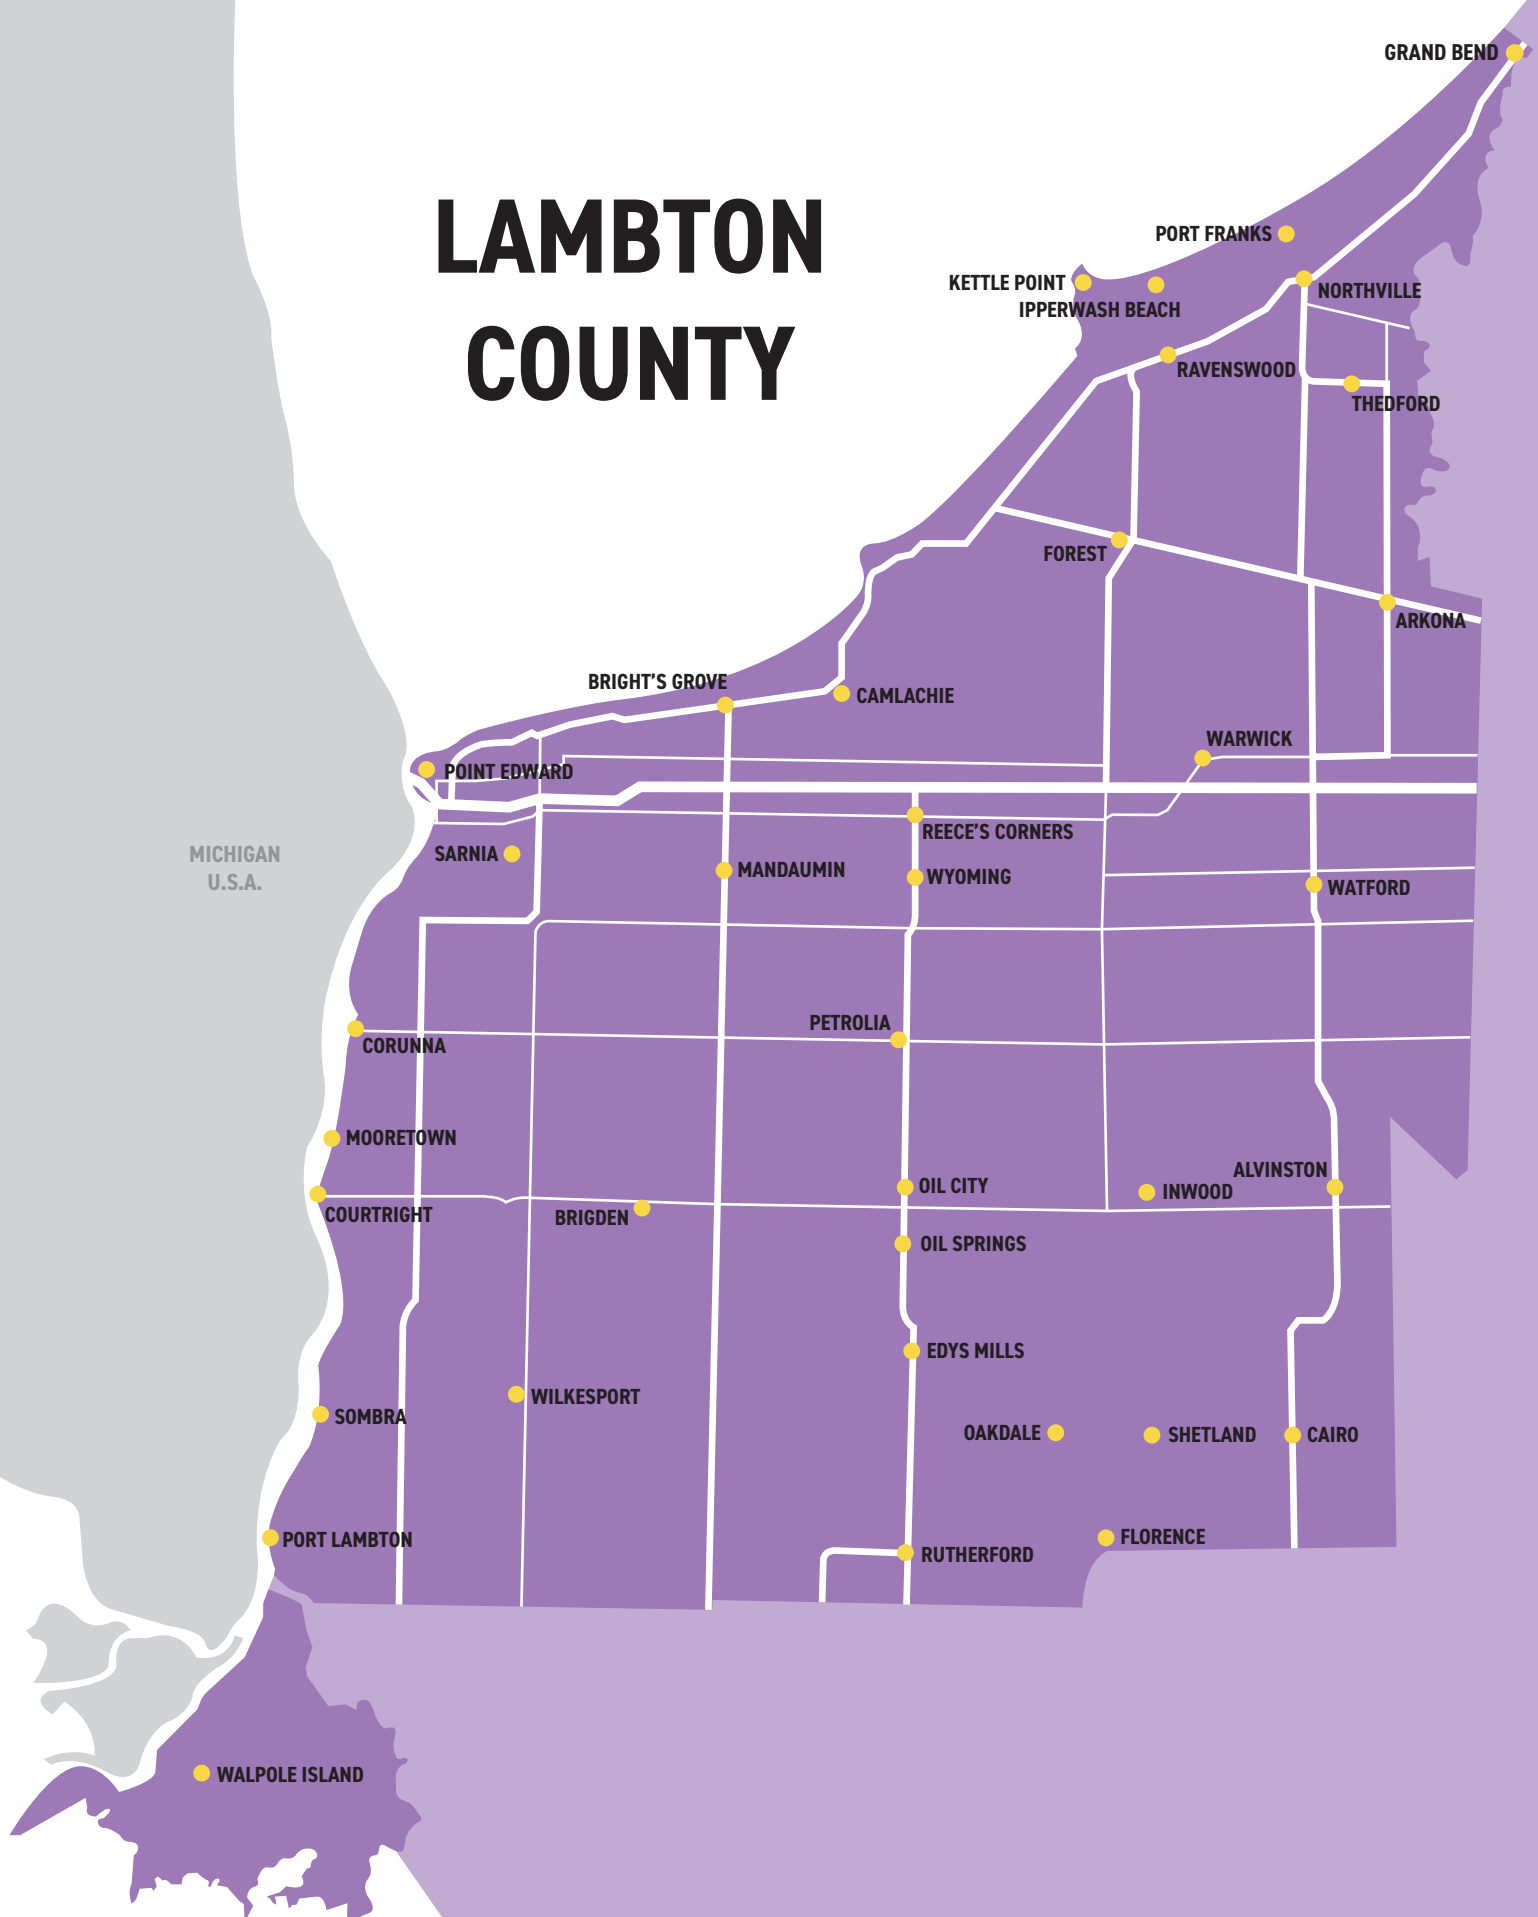 GRAND BEND
LAMBTON
COUNTY
PORT FRANKS
KETTLE POINT
IPPERWASH BEACH
NORTHVILLE
RAVENSWOOD
THEDFORD
FOREST
ARKONA
BRIGHT'S GROVE
CAMLACHIE
WARWICK
POINT EDWARD
REECE'S CORNERS
MICHIGAN
U.S.A.
SARNIA
MANDAUMIN
WYOMING
WATFORD
PETROLIA
CORUNNA
MOORETOWN
ALVINSTON
OIL CITY
INWOOD
COURTRIGHT
BRIGDEN
OIL SPRINGS
EDYS MILLS
WILKESPORT
SOMBRA
OAKDALE
SHETLAND
CAIRO
PORT LAMBTON
FLORENCE
RUTHERFORD
WALPOLE ISLAND